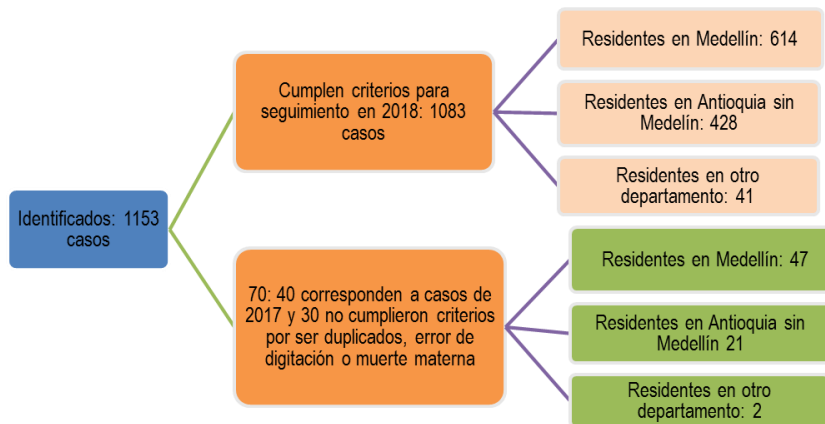 Identificados: 1153
casos
Cumplen criterios para
seguimiento en 2018: 1083
casos
Residentes en Medellín: 614
Residentes en Antioquia sin
Medellín: 428
Residentes en otro
departamento: 41
70: 40 corresponden a casos de
2017 y 30 no cumplieron criterios
por ser duplicados, error de
digitación o muerte materna
Residentes en Medellín: 47
Residentes en Antioquia sin
Medellín 21
Residentes en otro
departamento: 2